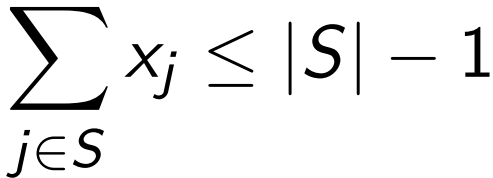 ∑_{j∈S} x_j ≤ |S| − 1